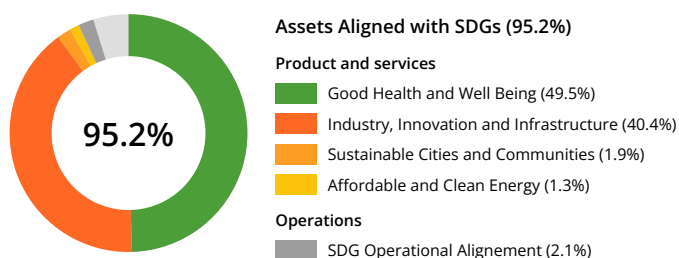 Assets Aligned with SDGs (95.2%)
Product and services
Good Health and Well Being (49.5%)
Industry, Innovation and Infrastructure (40.4%)
Sustainable Cities and Communities (1.9%)
Affordable and Clean Energy (1.3%)
Operations
SDG Operational Alignement (2.1%)
95.2%